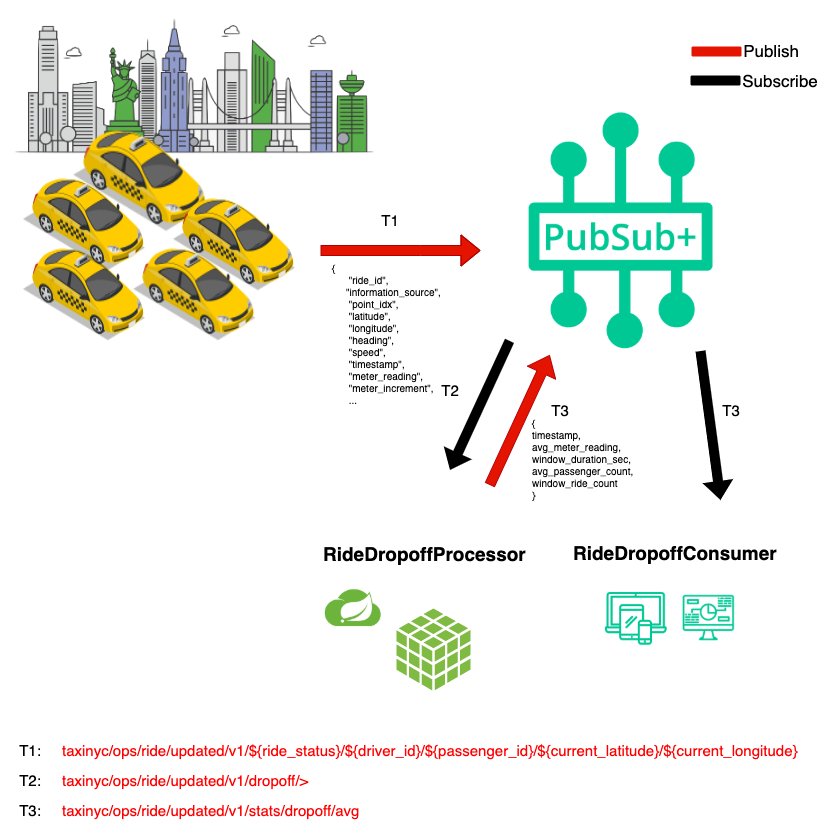 Publish
Subscribe
PubSub+
T1
{
"ride_id",
"information_source",
"point_idx",
"latitude",
"longitude",
"heading",
"speed",
"timestamp",
"meter_reading",
"meter_increment",
...
T2
T3
{
timestamp,
avg_meter_reading,
window_duration_sec,
avg_passenger_count,
window_ride_count
}
T3
RideDropoffProcessor
RideDropoffConsumer
T1: taxinyc/ops/ride/updated/v1/${ride_status}/${driver_id}/${passenger_id}/${current_latitude}/${current_longitude}
T2: taxinyc/ops/ride/updated/v1/dropoff/>
T3: taxinyc/ops/ride/updated/v1/stats/dropoff/avg